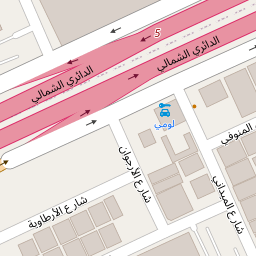 5
الدائري الشمالي
الدائري الشمالي
لومي
المنوفي
شارع الأرجوان
شارع الميداني
شارع الأرطاوية